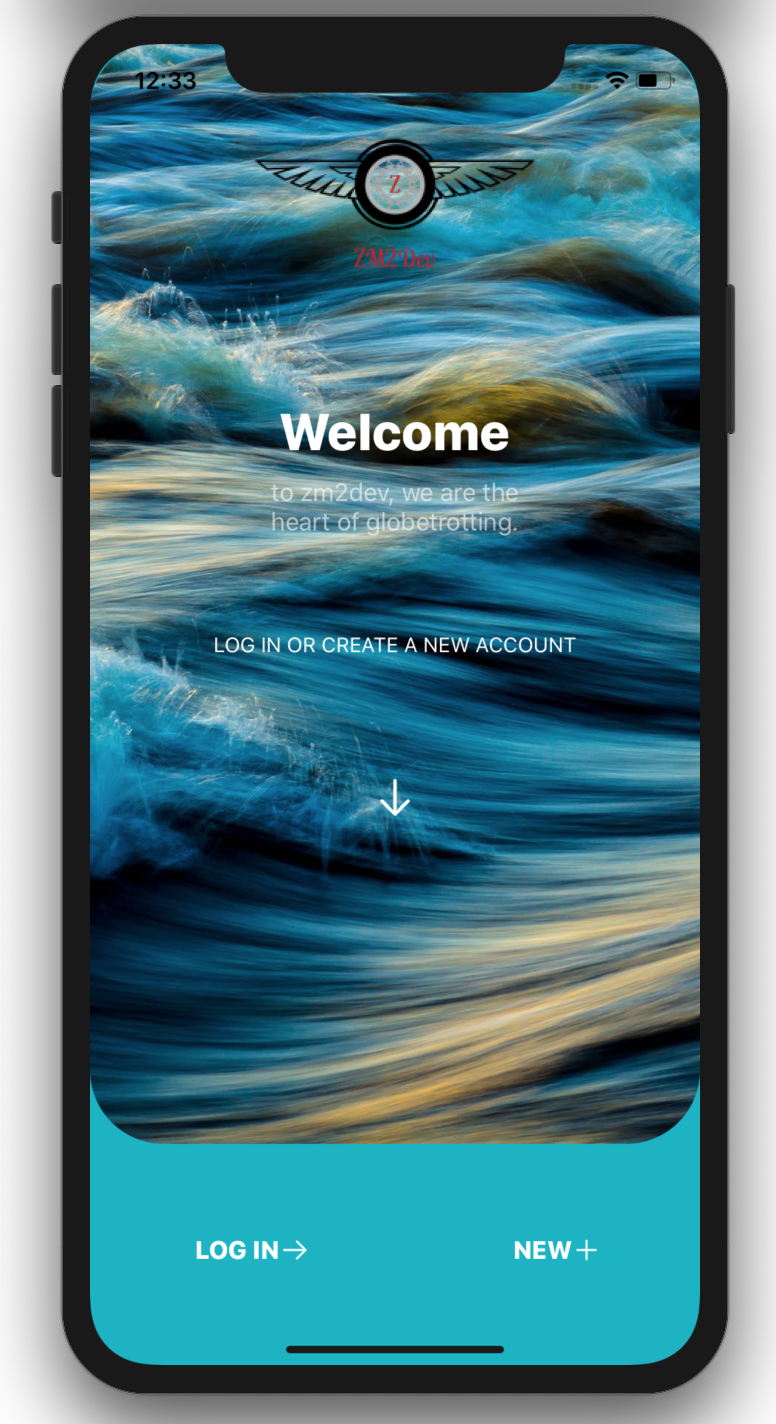 12:33
Z
ZM2'Dev
Welcome
to zm2dev, we are the
heart of globetrotting.
LOG IN OR CREATE A NEW ACCOUNT
LOG IN
NEW